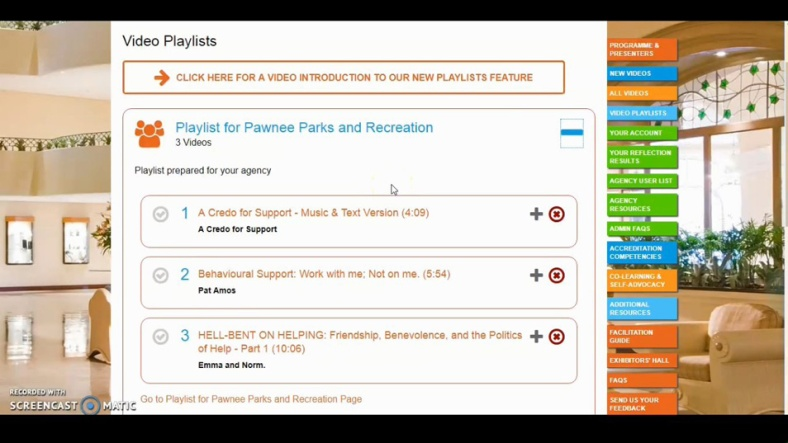 Video Playlists
CLICK HERE FOR A VIDEO INTRODUCTION TO OUR NEW PLAYLISTS FEATURE
Playlist for Pawnee Parks and Recreation
3 Videos
Playlist prepared for your agency
1 A Credo for Support - Music & Text Version (4:09)
A Credo for Support
2 Behavioural Support: Work with me; Not on me. (5:54)
Pat Amos
3 HELL-BENT ON HELPING: Friendship, Benevolence, and the Politics
of Help - Part 1 (10:06)
Emma and Norm.
Go to Playlist for Pawnee Parks and Recreation Page
PROGRAMME &
PRESENTERS
NEW VIDEOS
ALL VIDEOS
VIDEO PLAYLISTS
YOUR ACCOUNT
YOUR REFLECTION
RESULTS
AGENCY USER LIST
AGENCY
RESOURCES
ADMIN FAQS
ACCREDITATION
COMPETENCIES
CO-LEARNING &
SELF-ADVOCACY
ADDITIONAL
RESOURCES
FACILITATION
GUIDE
EXHIBITORS' HALL
FAQS
SEND US YOUR
FEEDBACK
RECORDED WITH
SCREENCAST MATIC